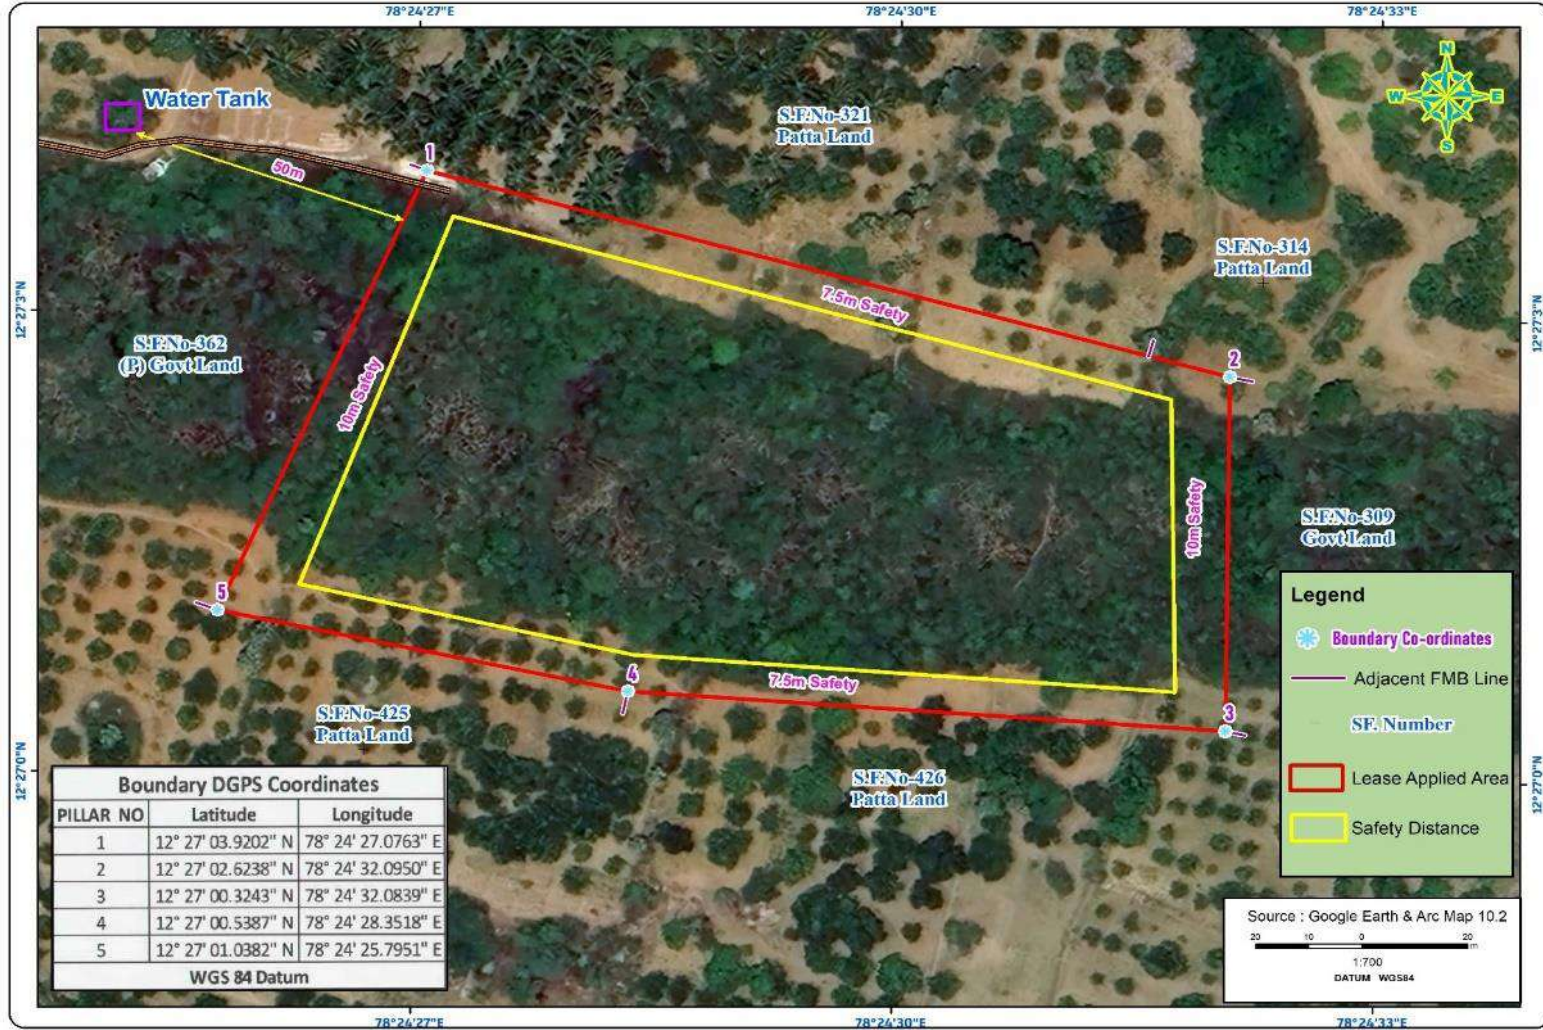 78°24'27"E
78°24'30"E
78°24'33"E
N
W
E
S
Water Tank
S.F.No-321
Patta Land
1
50m
S.F.No-314
Patta Land
7.5m Safety
12°27'3"N
12°27'3"N
S.F.No-362
(P) Govt Land
2
10m Safety
10m Safety
S.F.No-309
Govt Land
5
4
7.5m Safety
3
S.F.No-425
Patta Land
S.F.No-426
Patta Land
12°27'0"N
12°27'0"N
Legend
Boundary Co-ordinates
Adjacent FMB Line
SF. Number
Lease Applied Area
Safety Distance
Boundary DGPS Coordinates
PILLAR NO Latitude Longitude
1 12° 27' 03.9202" N 78° 24' 27.0763" E
2 12° 27' 02.6238" N 78° 24' 32.0950" E
3 12° 27' 00.3243" N 78° 24' 32.0839" E
4 12° 27' 00.5387" N 78° 24' 28.3518" E
5 12° 27' 01.0382" N 78° 24' 25.7951" E
WGS 84 Datum
Source : Google Earth & Arc Map 10.2
20 10 0 20
m
1:700
DATUM WGS84
78°24'27"E
78°24'30"E
78°24'33"E